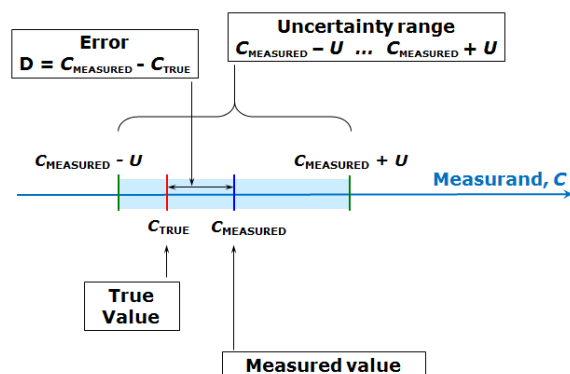 Error
D = CMEASURED - CTRUE
Uncertainty range
CMEASURED – U ... CMEASURED + U
CMEASURED - U
CMEASURED + U
Measurand, C
CTRUE
CMEASURED
True
Value
Measured value